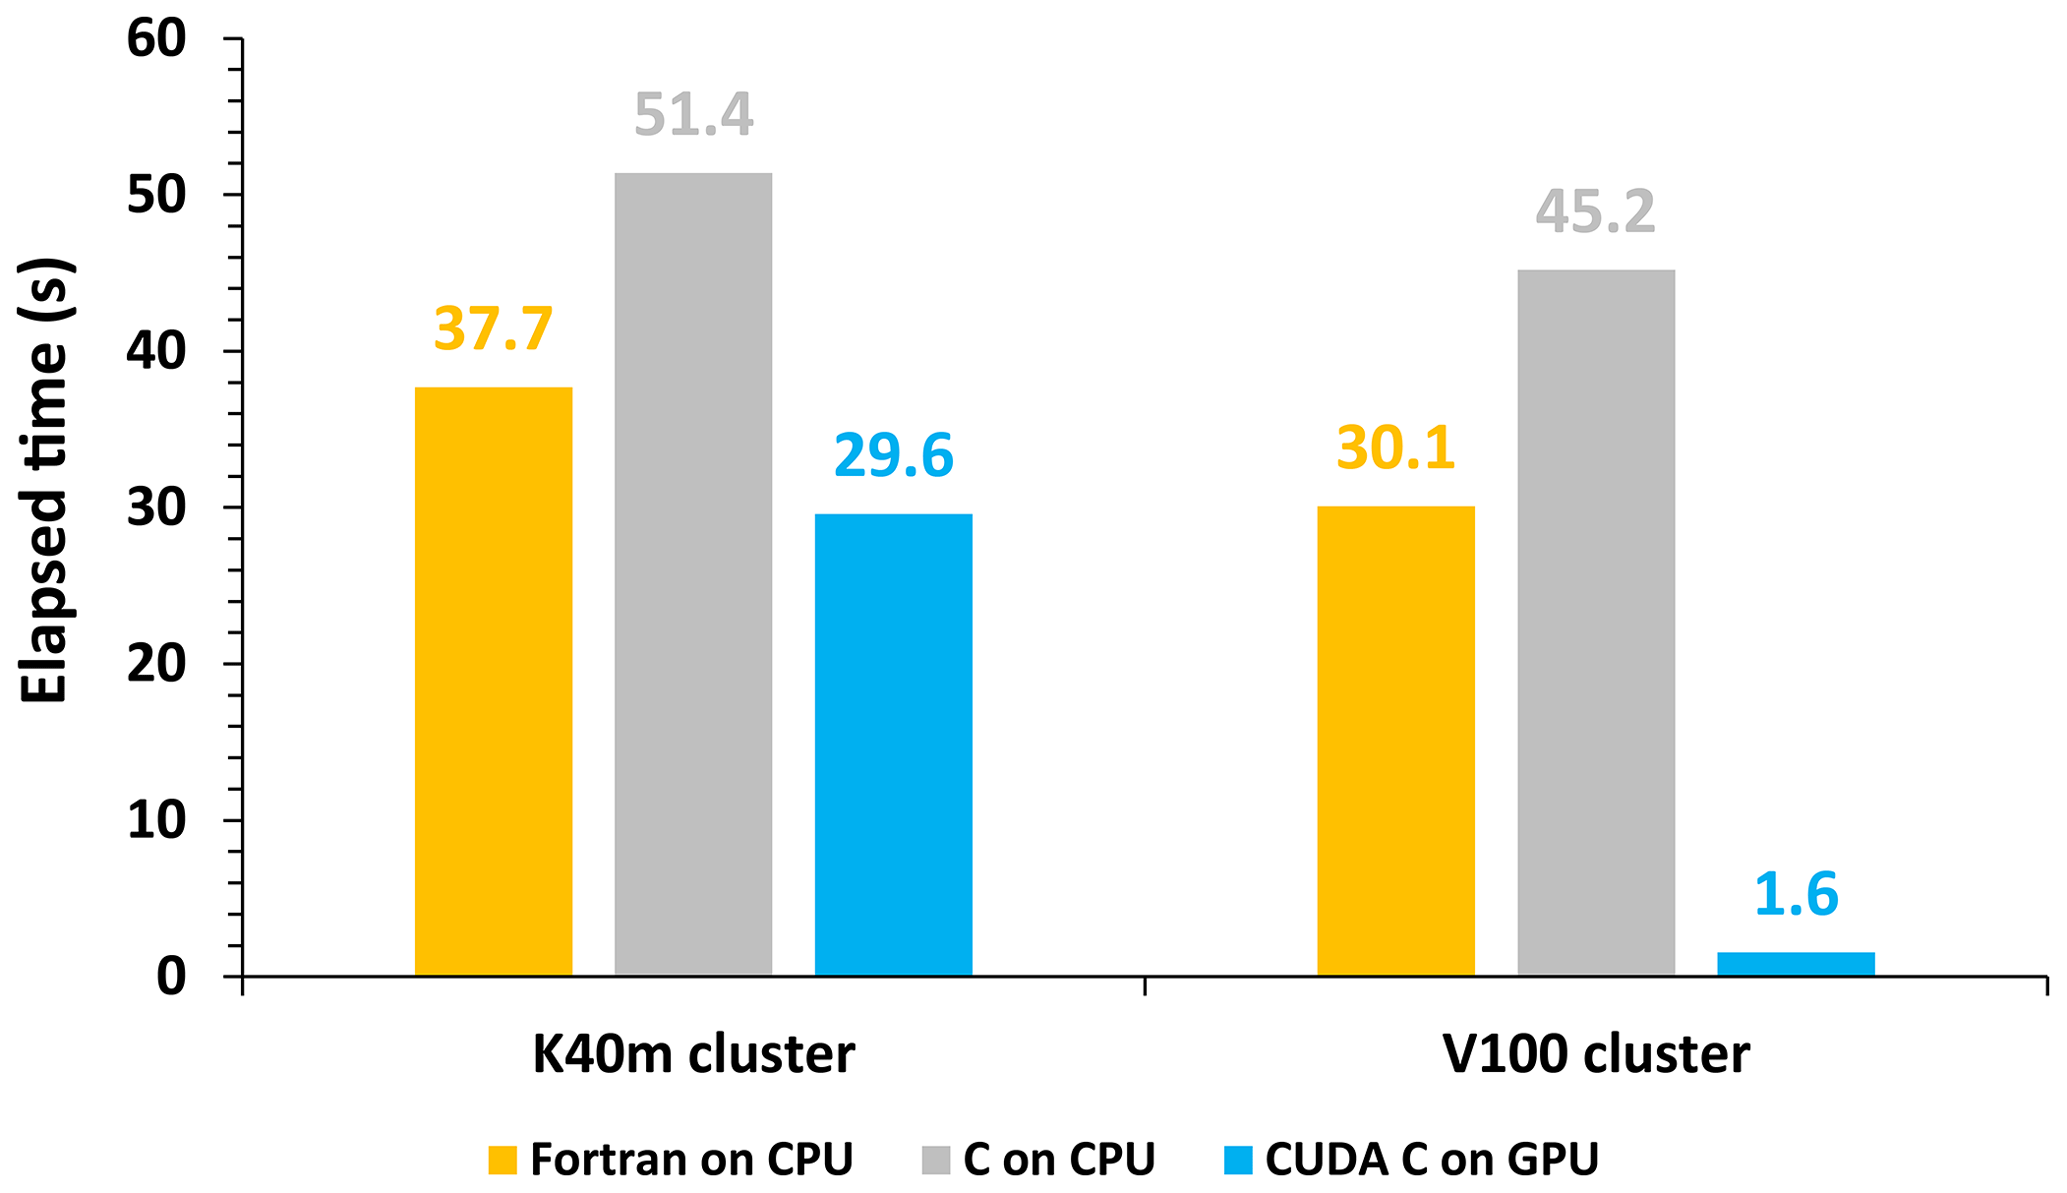 Elapsed time (s)
60
50
40
30
20
10
0
37.7
51.4
29.6
30.1
45.2
1.6
K40m cluster
V100 cluster
Fortran on CPU
C on CPU
CUDA C on GPU